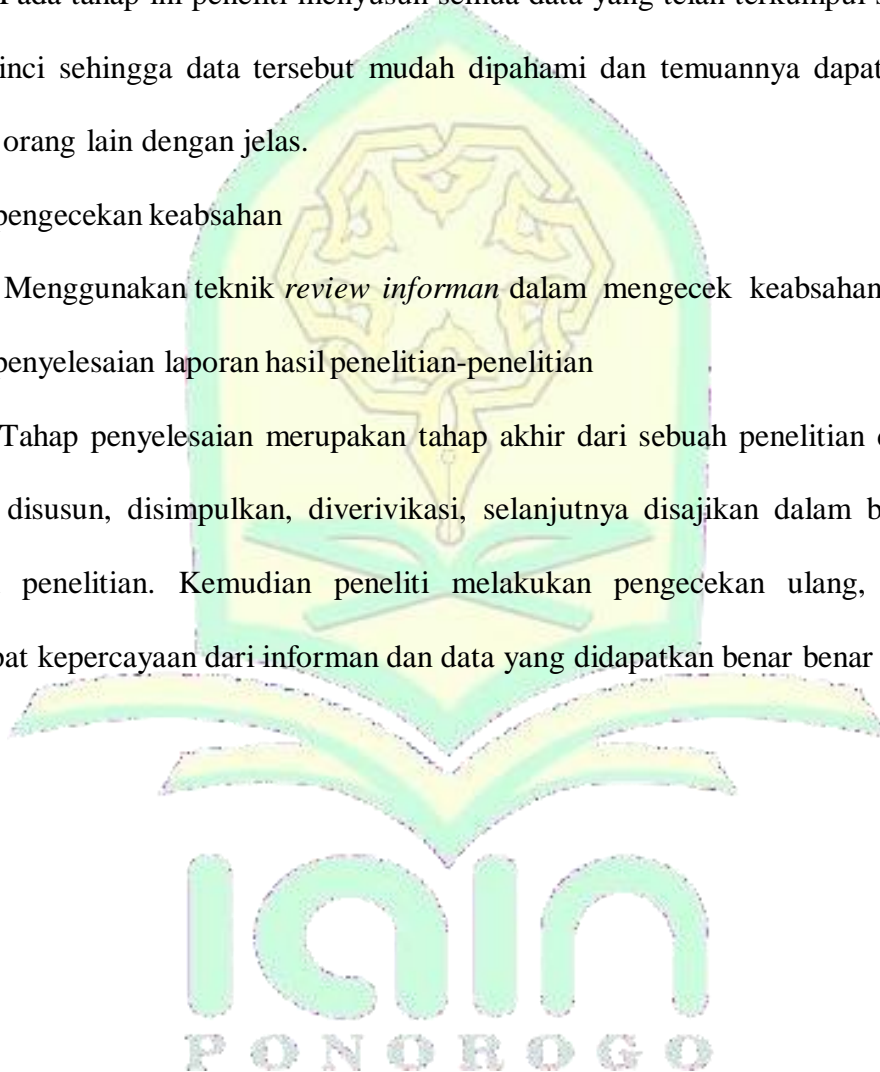 Pada tahap ini peneliti menyusun semua data yang telah terkumpul
inci sehingga data tersebut mudah dipahami dan temuannya dapat
orang lain dengan jelas.
pengecekan keabsahan
Menggunakan teknik review informan dalam mengecek keabsahan
penyelesaian laporan hasil penelitian-penelitian
Tahap penyelesaian merupakan tahap akhir dari sebuah penelitian
disusun, disimpulkan, diverivikasi, selanjutnya disajikan dalam b
penelitian. Kemudian peneliti melakukan pengecekan ulang,
pat kepercayaan dari informan dan data yang didapatkan benar benar
IAIN
PONOROGO